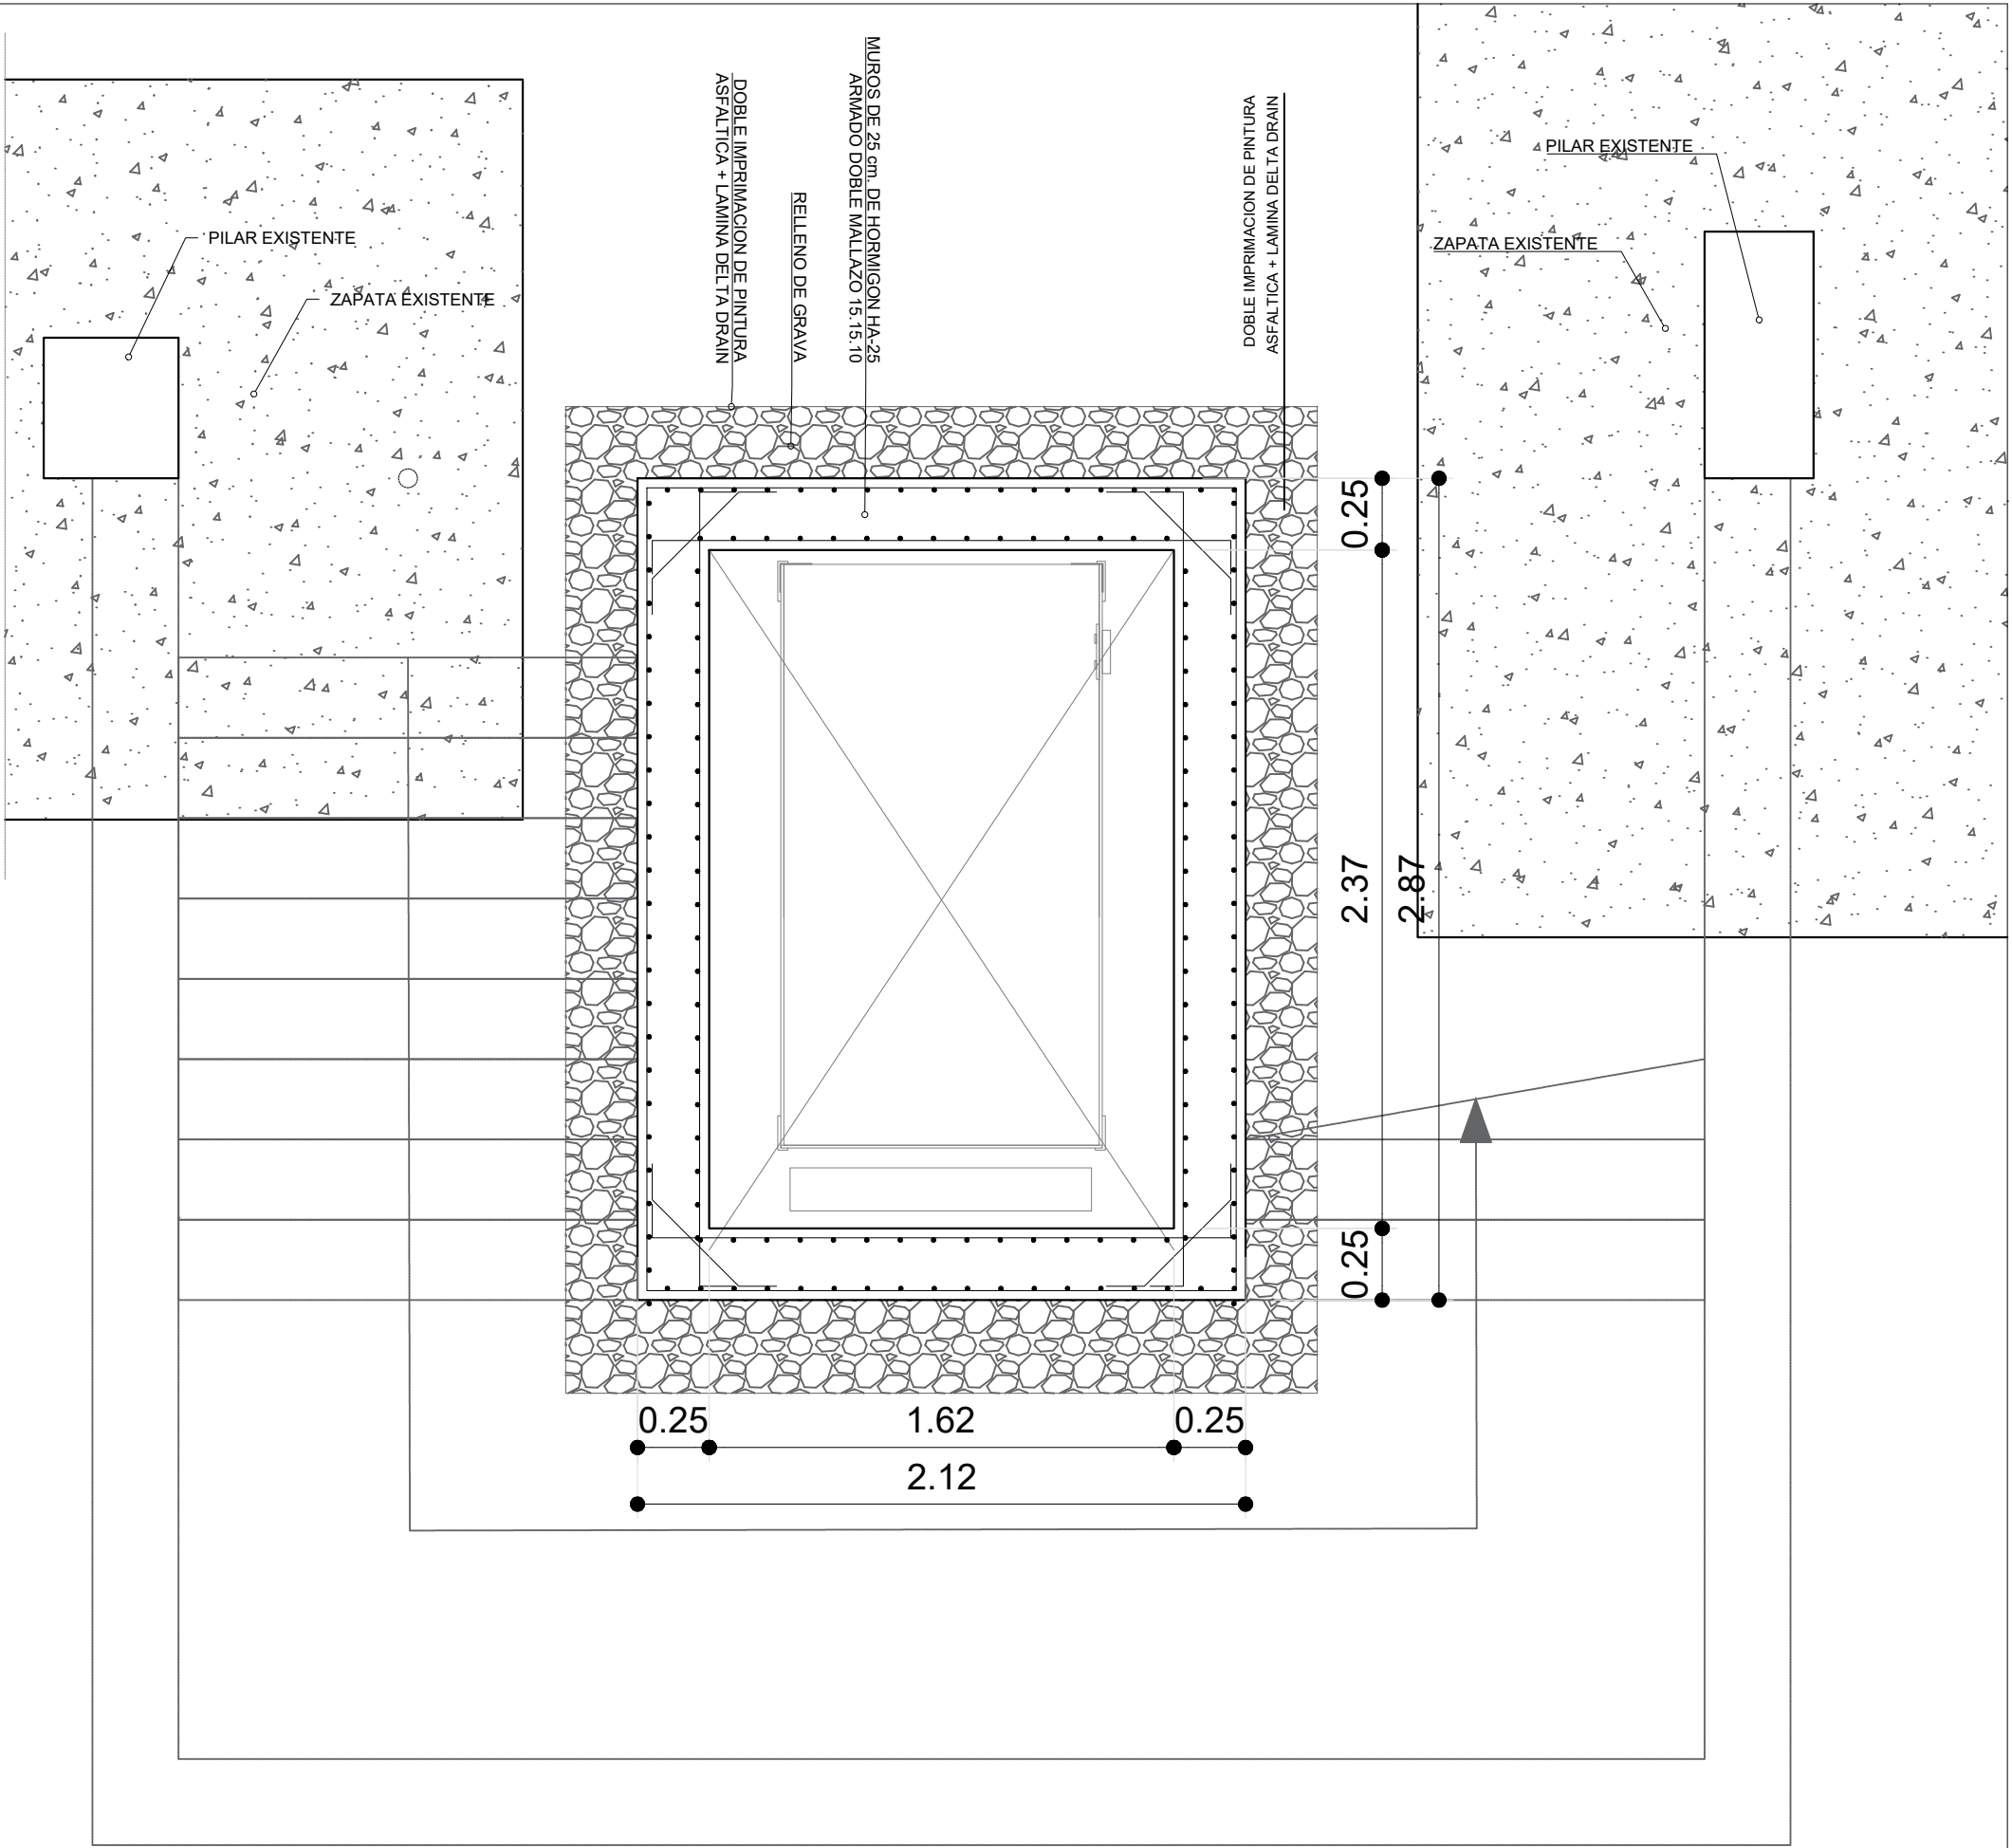 PILAR EXISTENTE
ZAPATA EXISTENTE
DOBLE IMPRIMACION DE PINTURA
ASFALTICA + LAMINA DELTA DRAIN
RELLENO DE GRAVA
MUROS DE 25 cm. DE HORMIGON HA-25
ARMADO DOBLE MALLAZO 15.15.10
DOBLE IMPRIMACION DE PINTURA
ASFALTICA + LAMINA DELTA DRAIN
PILAR EXISTENTE
ZAPATA EXISTENTE
0.25
2.37
2.87
0.25
0.25
1.62
0.25
2.12